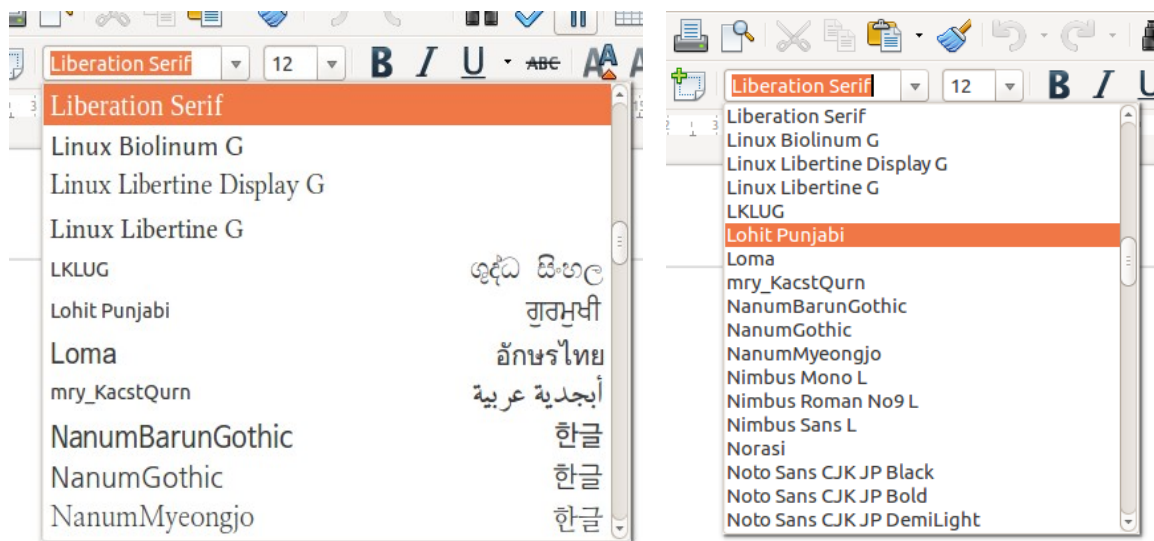 Liberation Serif 12 B I U ABC
Liberation Serif
Linux Biolinum G
Linux Libertine Display G
Linux Libertine G
LKLUG ශුද්ධ සිංහල
Lohit Punjabi ਗੁਰਮੁਖੀ
Loma อักษรไทย
mry_KacstQurn أبجدية عربية
NanumBarunGothic 한글
NanumGothic 한글
NanumMyeongjo 한글
Liberation Serif 12 B I U
Liberation Serif
Linux Biolinum G
Linux Libertine Display G
Linux Libertine G
LKLUG
Lohit Punjabi
Loma
mry_KacstQurn
NanumBarunGothic
NanumGothic
NanumMyeongjo
Nimbus Mono L
Nimbus Roman No9 L
Nimbus Sans L
Norasi
Noto Sans CJK JP Black
Noto Sans CJK JP Bold
Noto Sans CJK JP DemiLight